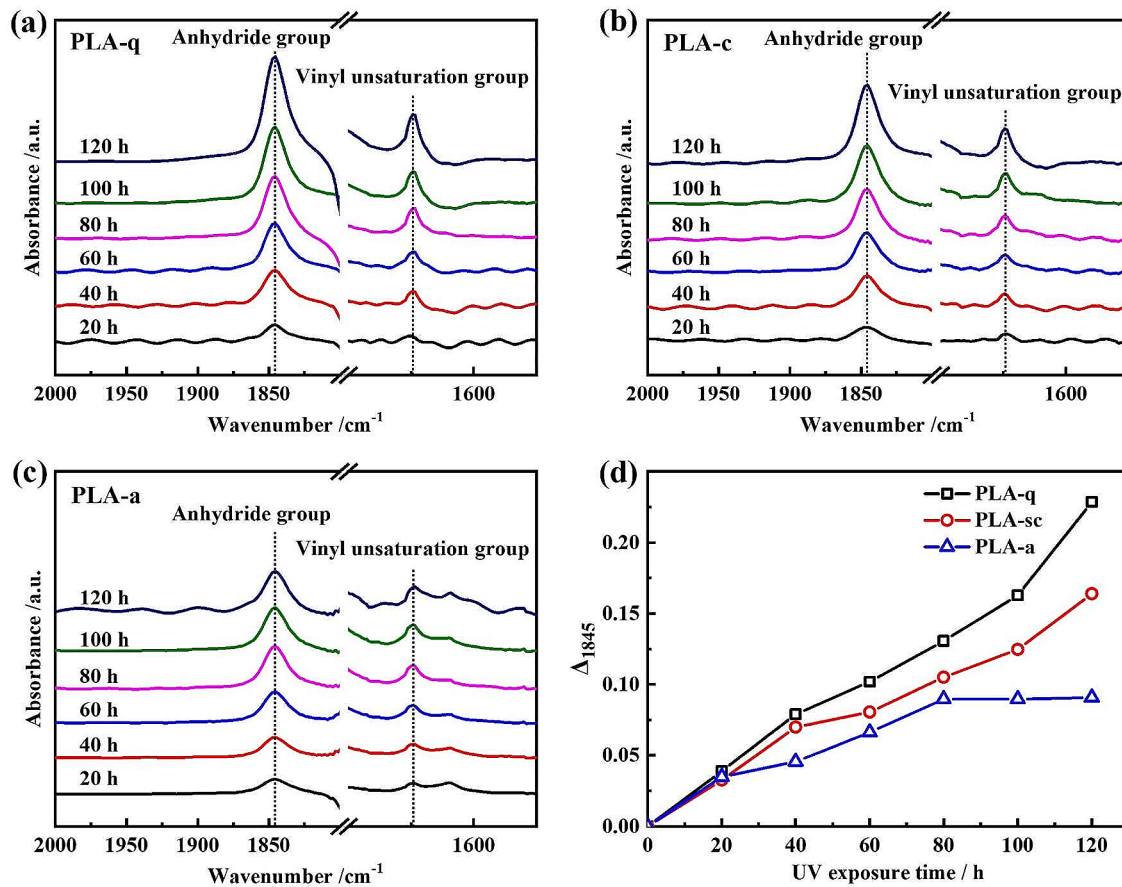 (a)
PLA-q
Anhydride group
Vinyl unsaturation group
120 h
100 h
80 h
60 h
40 h
20 h
Absorbance /a.u.
2000 1950 1900 1850 1600
Wavenumber /cm⁻¹
(b)
PLA-c
Anhydride group
Vinyl unsaturation group
120 h
100 h
80 h
60 h
40 h
20 h
Absorbance /a.u.
2000 1950 1900 1850 1600
Wavenumber /cm⁻¹
(c)
PLA-a
Anhydride group
Vinyl unsaturation group
120 h
100 h
80 h
60 h
40 h
20 h
Absorbance /a.u.
2000 1950 1900 1850 1600
Wavenumber /cm⁻¹
(d)
PLA-q
PLA-sc
PLA-a
0.20
0.15
0.10
0.05
0.00
Δ₁₈₄₅
0 20 40 60 80 100 120
UV exposure time / h